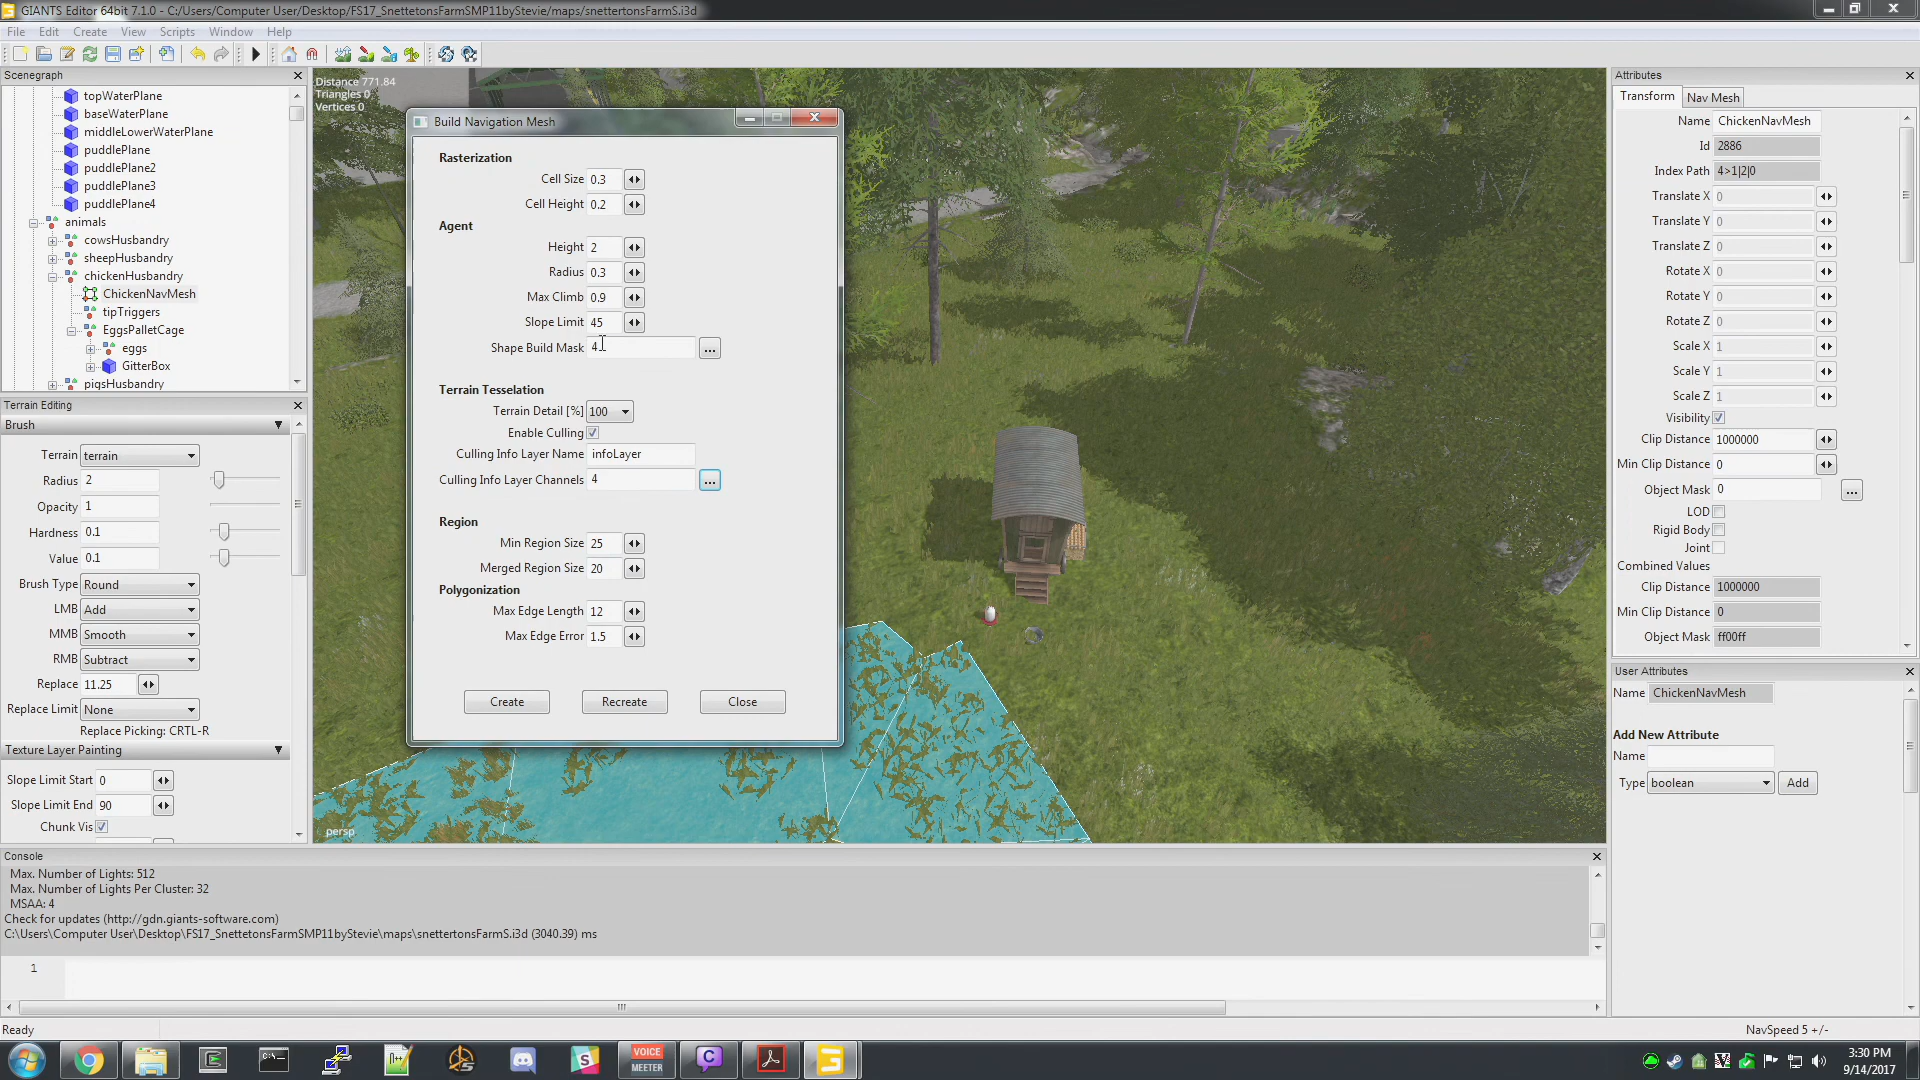 GIANTS Editor 64bit 7.1.0 - C:/Users/Computer User/Desktop/FS17_SnettetonsFarmSMP11byStevie/maps/snettertonsFarmS.i3d
File Edit Create View Scripts Window Help
Scenegraph
topWaterPlane
baseWaterPlane
middleLowerWaterPlane
puddlePlane
puddlePlane2
puddlePlane3
puddlePlane4
animals
cowsHusbandry
sheepHusbandry
chickenHusbandry
ChickenNavMesh
tipTriggers
EggsPalletCage
eggs
GitterBox
pigsHusbandry
Terrain Editing
Brush
Terrain terrain
Radius 2
Opacity 1
Hardness 0.1
Value 0.1
Brush Type Round
LMB Add
MMB Smooth
RMB Subtract
Replace 11.25
Replace Limit None
Replace Picking: CRTL-R
Texture Layer Painting
Slope Limit Start 0
Slope Limit End 90
Chunk Vis
Distance 771.84
Triangles 0
Vertices 0
persp
Build Navigation Mesh
Rasterization
Cell Size 0.3
Cell Height 0.2
Agent
Height 2
Radius 0.3
Max Climb 0.9
Slope Limit 45
Shape Build Mask 4 ...
Terrain Tesselation
Terrain Detail [%] 100
Enable Culling
Culling Info Layer Name infoLayer
Culling Info Layer Channels 4 ...
Region
Min Region Size 25
Merged Region Size 20
Polygonization
Max Edge Length 12
Max Edge Error 1.5
Create Recreate Close
Attributes
Transform Nav Mesh
Name ChickenNavMesh
Id 2886
Index Path 4>1|2|0
Translate X 0
Translate Y 0
Translate Z 0
Rotate X 0
Rotate Y 0
Rotate Z 0
Scale X 1
Scale Y 1
Scale Z 1
Visibility
Clip Distance 1000000
Min Clip Distance 0
Object Mask 0 ...
LOD
Rigid Body
Joint
Combined Values
Clip Distance 1000000
Min Clip Distance 0
Object Mask ff00ff
User Attributes
Name ChickenNavMesh
Add New Attribute
Name
Type boolean Add
Console
Max. Number of Lights: 512
Max. Number of Lights Per Cluster: 32
MSAA: 4
Check for updates (http://gdn.giants-software.com)
C:\Users\Computer User\Desktop\FS17_SnettetonsFarmSMP11byStevie\maps\snettertonsFarmS.i3d (3040.39) ms
1
Ready
NavSpeed 5 +/-
VOICE
MEETER
3:30 PM
9/14/2017